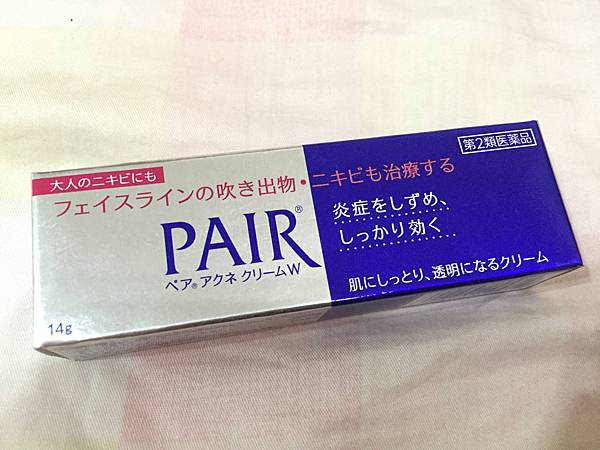 大人のニキビにも
フェイスラインの吹き出物・ニキビも治療する
第2類医薬品
PAIR®
ペア®アクネ クリームW
炎症をしずめ、
しっかり効く
肌にしっとり、透明になるクリーム
14g